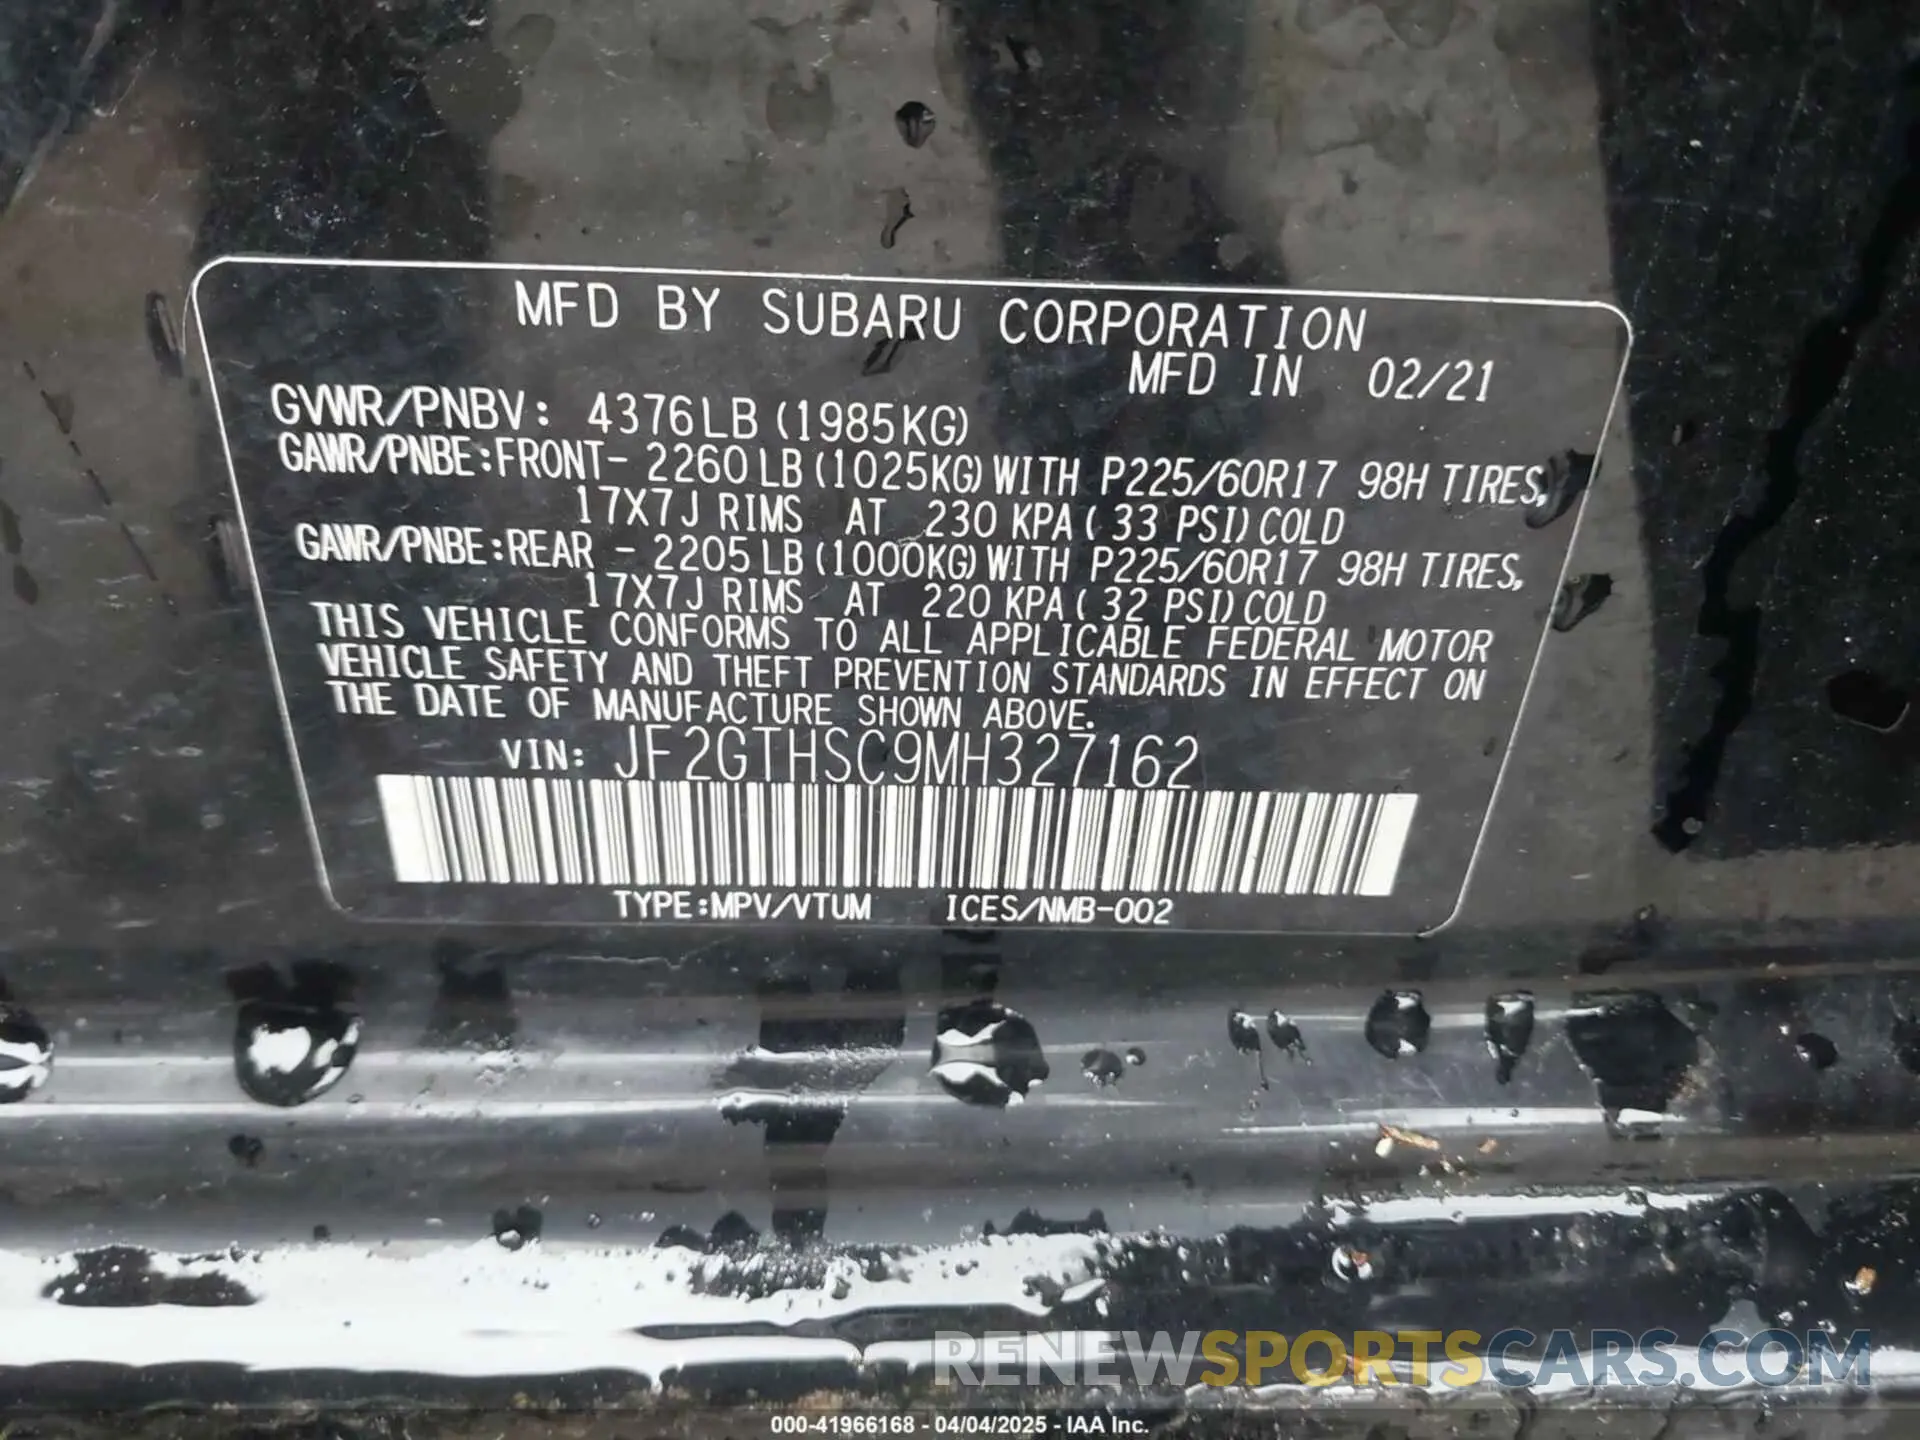 MFD BY SUBARU CORPORATION
MFD IN 02/21
GVWR/PNBV: 4376LB (1985KG)
GAWR/PNBE:FRONT- 2260LB (1025KG) WITH P225/60R17 98H TIRES,
17X7J RIMS AT 230 KPA ( 33 PSI) COLD
GAWR/PNBE:REAR - 2205LB (1000KG) WITH P225/60R17 98H TIRES,
17X7J RIMS AT 220 KPA ( 32 PSI) COLD
THIS VEHICLE CONFORMS TO ALL APPLICABLE FEDERAL MOTOR
VEHICLE SAFETY AND THEFT PREVENTION STANDARDS IN EFFECT ON
THE DATE OF MANUFACTURE SHOWN ABOVE.
VIN: JF2GTHSC9MH327162
TYPE:MPV/VTUM ICES/NMB-002
RENEWSPORTSCARS.COM
000-41966168 - 04/04/2025 - IAA Inc.